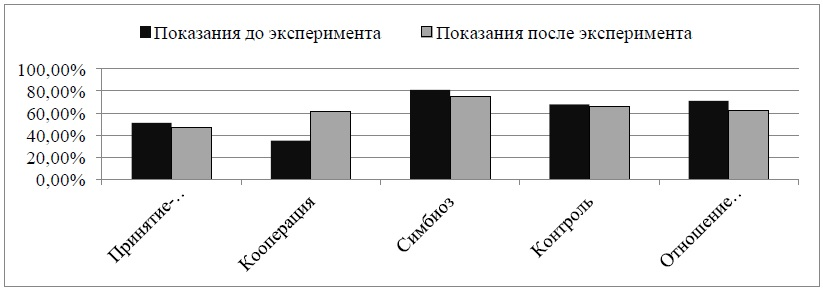 Показания до эксперимента Показания после эксперимента
100,00%
80,00%
60,00%
40,00%
20,00%
0,00%
Принятие-..
Кооперация
Симбиоз
Контроль
Отношение..